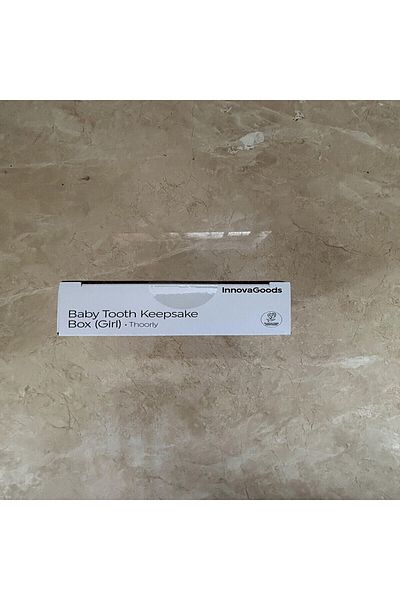 InnovaGoods
Baby Tooth Keepsake
Box (Girl) • Thoorly